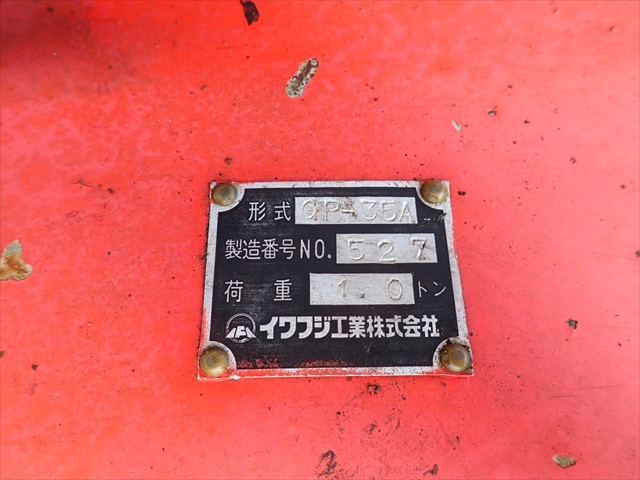 形式 GP-35A
製造番号 NO. 527
荷重 1.0 トン
イワフジ工業株式会社